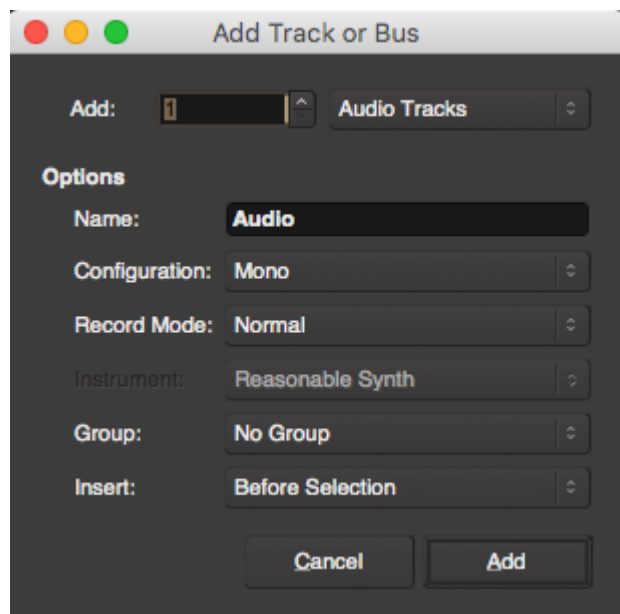 Add Track or Bus
Add: 1 Audio Tracks
Options
Name: Audio
Configuration: Mono
Record Mode: Normal
Instrument: Reasonable Synth
Group: No Group
Insert: Before Selection
Cancel Add